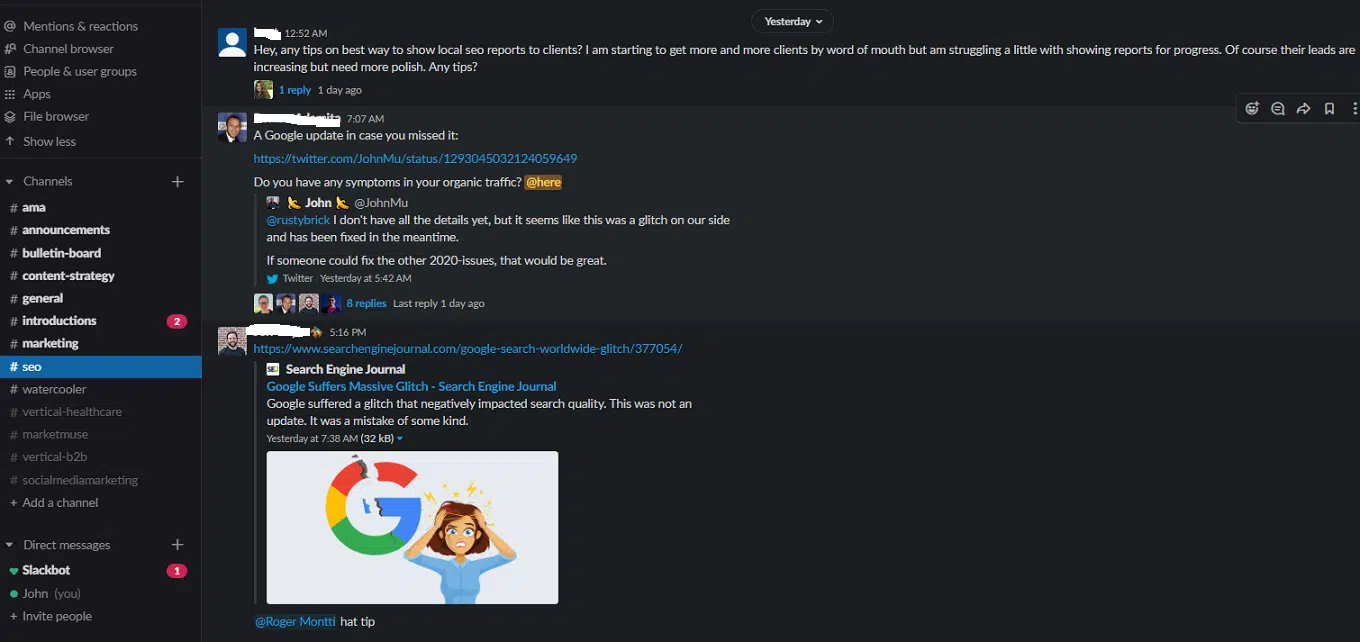 Mentions & reactions
Channel browser
People & user groups
Apps
File browser
Show less
Channels
# ama
# announcements
# bulletin-board
# content-strategy
# general
# introductions 2
# marketing
# seo
# watercooler
# vertical-healthcare
# marketmuse
# vertical-b2b
# socialmediamarketing
+ Add a channel
Direct messages
Slackbot 1
John (you)
+ Invite people
Yesterday
12:52 AM
Hey, any tips on best way to show local seo reports to clients? I am starting to get more and more clients by word of mouth but am struggling a little with showing reports for progress. Of course their leads are
increasing but need more polish. Any tips?
1 reply 1 day ago
7:07 AM
A Google update in case you missed it:
https://twitter.com/JohnMu/status/1293045032124059649
Do you have any symptoms in your organic traffic? @here
John @JohnMu
@rustybrick I don't have all the details yet, but it seems like this was a glitch on our side
and has been fixed in the meantime.
If someone could fix the other 2020-issues, that would be great.
Twitter Yesterday at 5:42 AM
8 replies Last reply 1 day ago
5:16 PM
https://www.searchenginejournal.com/google-search-worldwide-glitch/377054/
SEJ Search Engine Journal
Google Suffers Massive Glitch - Search Engine Journal
Google suffered a glitch that negatively impacted search quality. This was not an
update. It was a mistake of some kind.
Yesterday at 7:38 AM (32 kB)
@Roger Montti hat tip